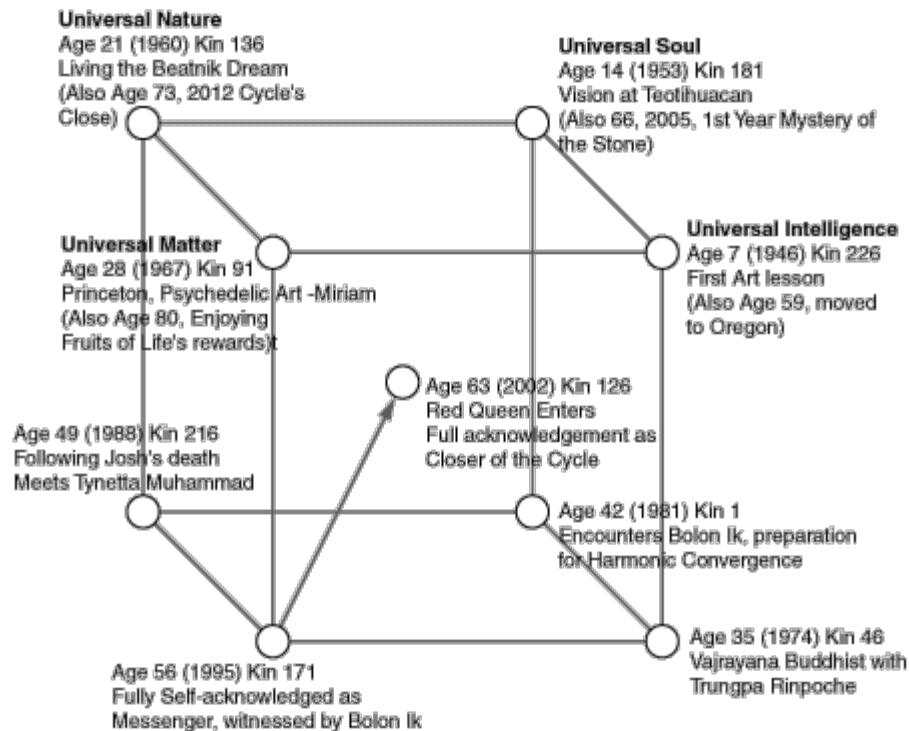 Universal Nature
Age 21 (1960) Kin 136
Living the Beatnik Dream
(Also Age 73, 2012 Cycle's
Close)
Universal Soul
Age 14 (1953) Kin 181
Vision at Teotihuacan
(Also 66, 2005, 1st Year Mystery of
the Stone)
Universal Matter
Age 28 (1967) Kin 91
Princeton, Psychedelic Art -Miriam
(Also Age 80, Enjoying
Fruits of Life's rewards)t
Universal Intelligence
Age 7 (1946) Kin 226
First Art lesson
(Also Age 59, moved
to Oregon)
Age 63 (2002) Kin 126
Red Queen Enters
Full acknowledgement as
Closer of the Cycle
Age 49 (1988) Kin 216
Following Josh's death
Meets Tynetta Muhammad
Age 42 (1981) Kin 1
Encounters Bolon Ik, preparation
for Harmonic Convergence
Age 56 (1995) Kin 171
Fully Self-acknowledged as
Messenger, witnessed by Bolon Ik
Age 35 (1974) Kin 46
Vajrayana Buddhist with
Trungpa Rinpoche